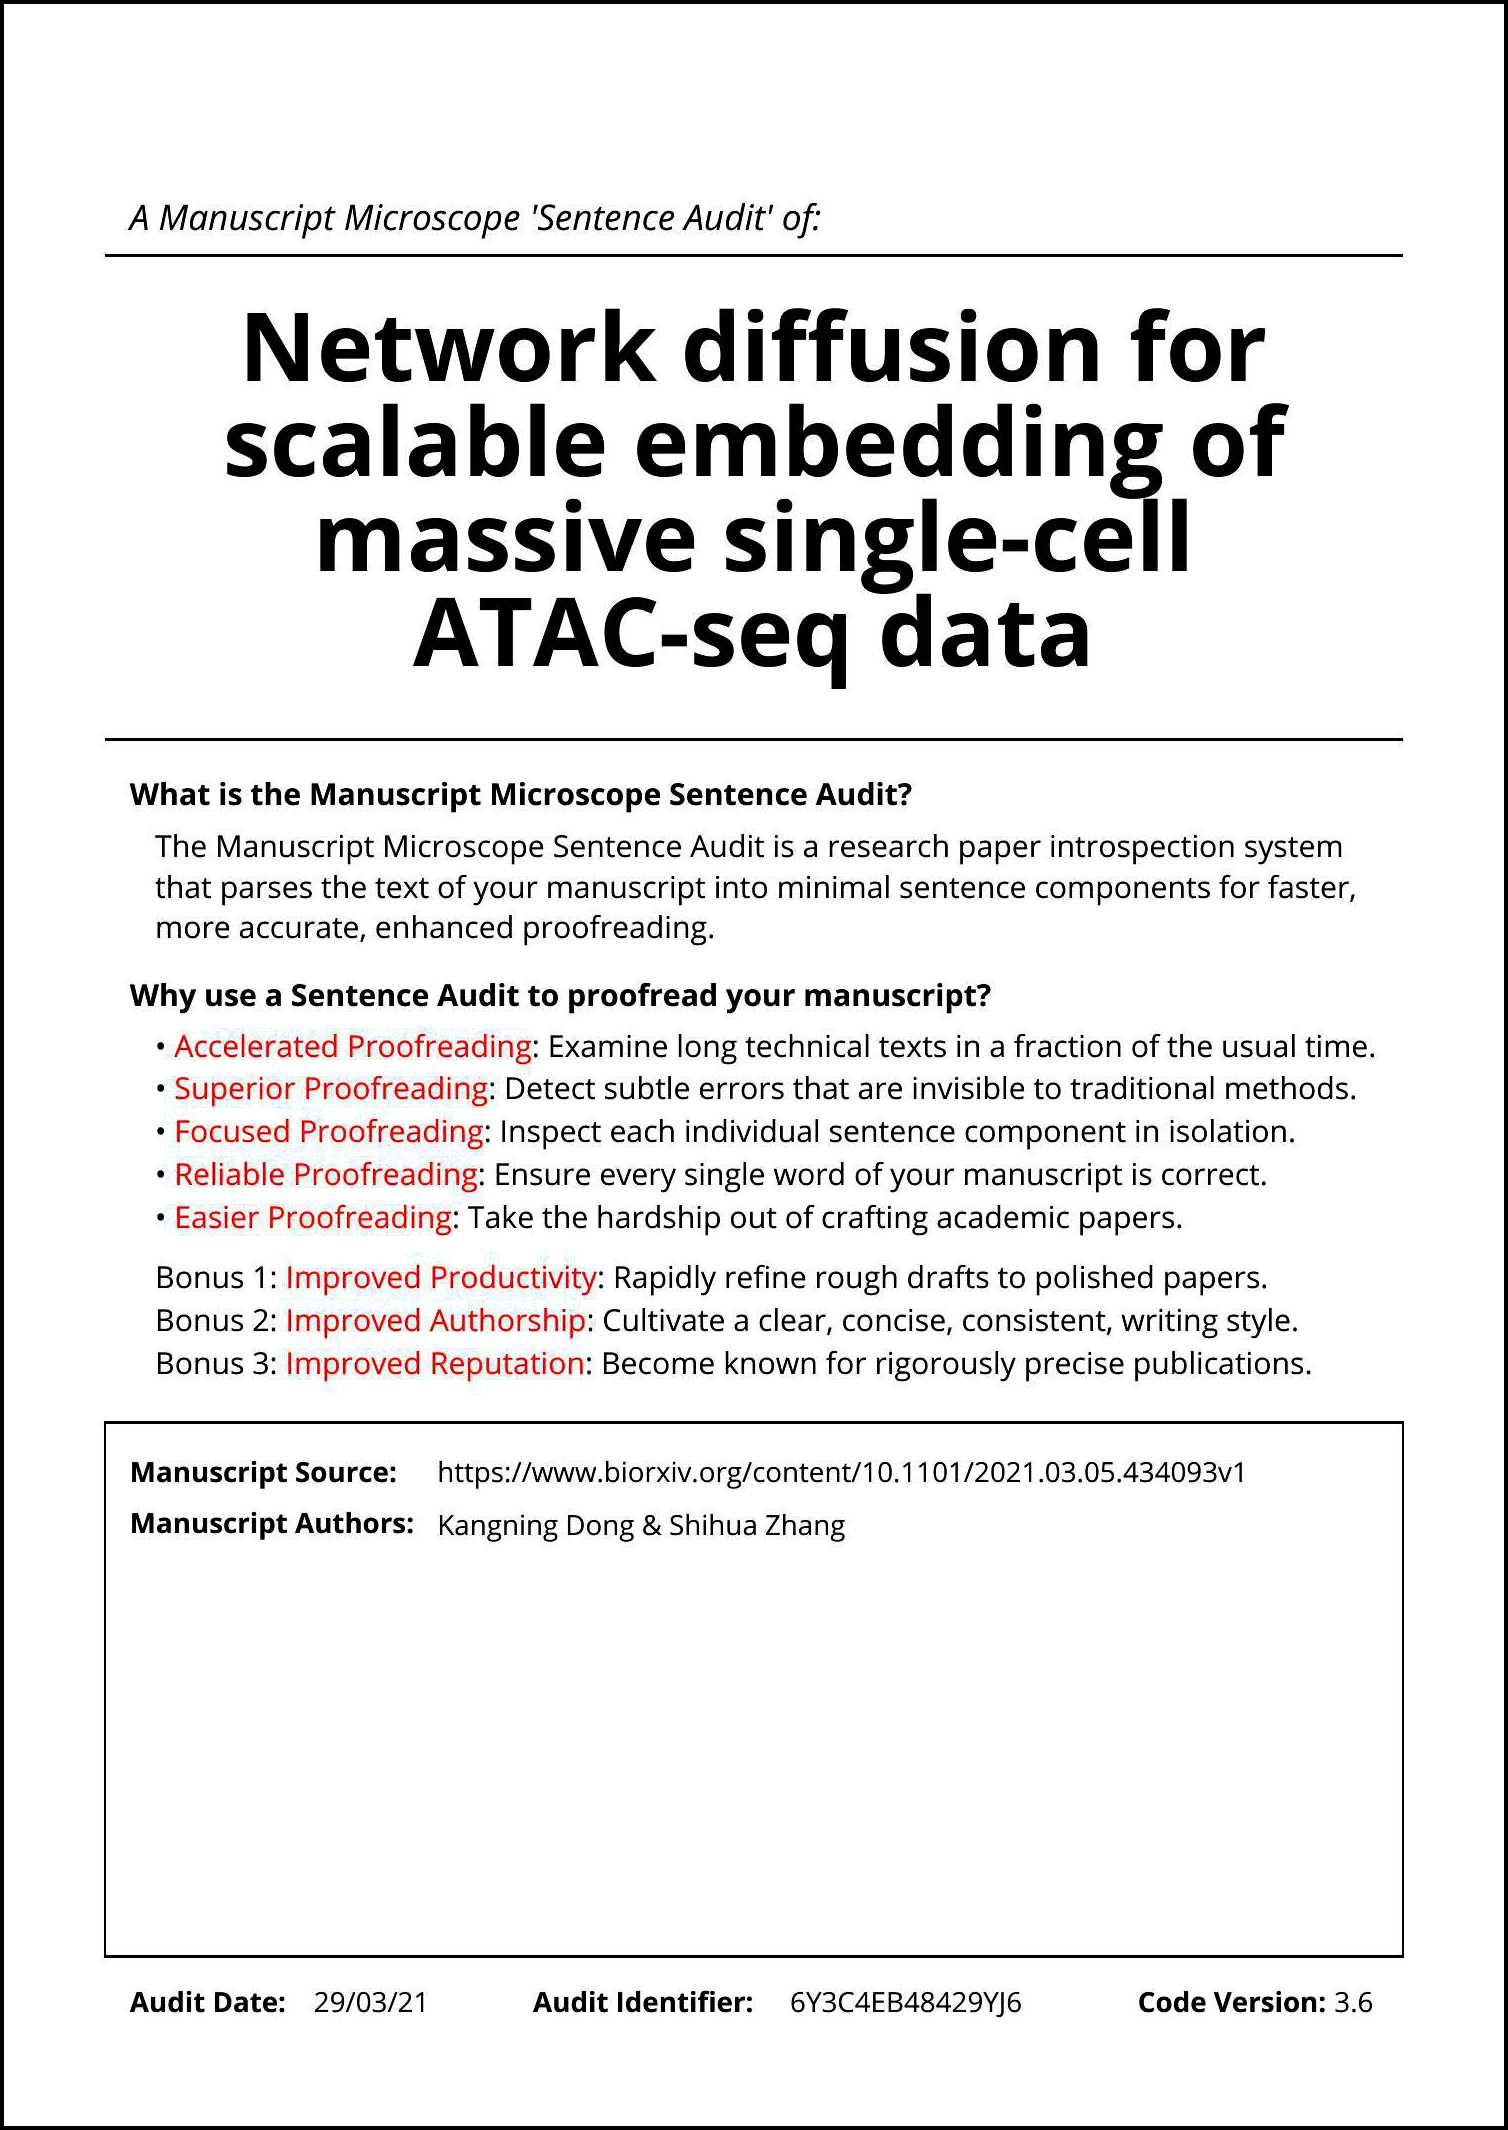 A Manuscript Microscope 'Sentence Audit' of:
Network diffusion for
scalable embedding of
massive single-cell
ATAC-seq data
What is the Manuscript Microscope Sentence Audit?
The Manuscript Microscope Sentence Audit is a research paper introspection system
that parses the text of your manuscript into minimal sentence components for faster,
more accurate, enhanced proofreading.
Why use a Sentence Audit to proofread your manuscript?
• Accelerated Proofreading: Examine long technical texts in a fraction of the usual time.
• Superior Proofreading: Detect subtle errors that are invisible to traditional methods.
• Focused Proofreading: Inspect each individual sentence component in isolation.
• Reliable Proofreading: Ensure every single word of your manuscript is correct.
• Easier Proofreading: Take the hardship out of crafting academic papers.
Bonus 1: Improved Productivity: Rapidly refine rough drafts to polished papers.
Bonus 2: Improved Authorship: Cultivate a clear, concise, consistent, writing style.
Bonus 3: Improved Reputation: Become known for rigorously precise publications.
Manuscript Source: https://www.biorxiv.org/content/10.1101/2021.03.05.434093v1
Manuscript Authors: Kangning Dong & Shihua Zhang
Audit Date: 29/03/21 Audit Identifier: 6Y3C4EB48429YJ6 Code Version: 3.6